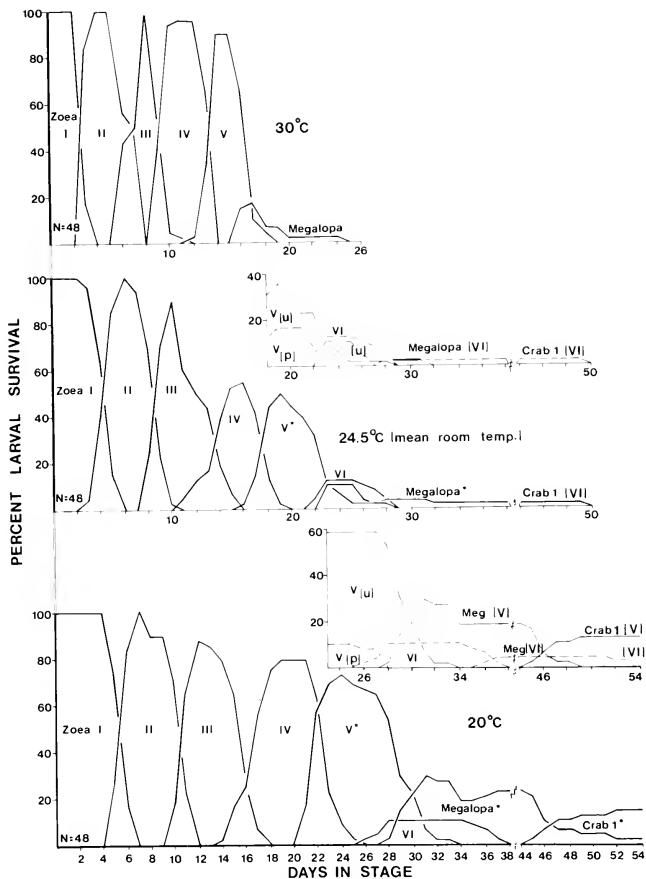 PERCENT LARVAL SURVIVAL
100
80
60
40
20
Zoea
I
II
III
IV
V
30°C
Megalopa
N=48
10
20
26
40
20
V [u]
V [p]
VI
[u]
Megalopa [VI]
Crab 1 [VI]
20
30
50
100
80
60
40
20
Zoea I
II
III
IV
V*
24.5°C [mean room temp.]
VI
Megalopa*
Crab 1 [VI]
N=48
10
20
30
50
60
40
20
V [u]
V [p]
VI
Meg [V]
Meg[VI]
Crab 1 [V]
[VI]
26
34
46
54
100
80
60
40
20
Zoea I
II
III
IV
V*
20°C
VI
Megalopa*
Crab 1*
N=48
2 4 6 8 10 12 14 16 18 20 22 24 26 28 30 32 34 36 38 44 46 48 50 52 54
DAYS IN STAGE